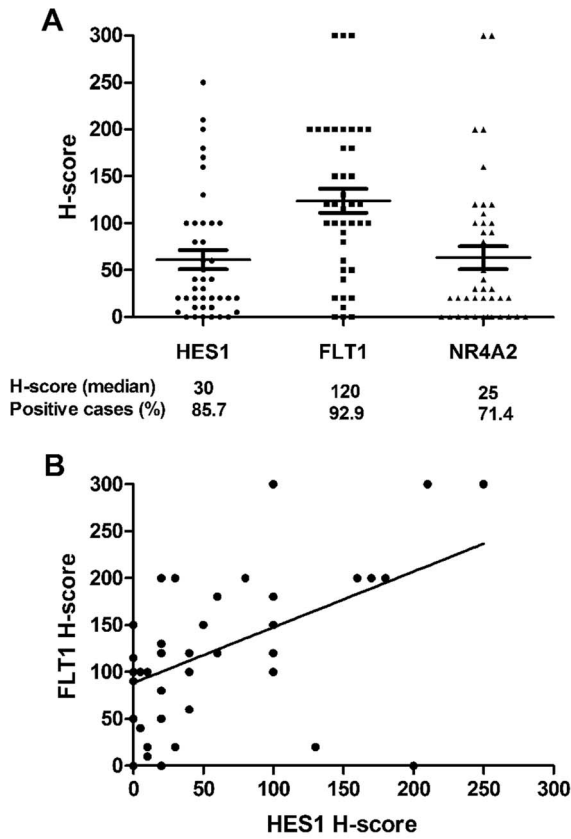 A
300
250
200
150
100
50
0
H-score
HES1 FLT1 NR4A2
H-score (median) 30 120 25
Positive cases (%) 85.7 92.9 71.4
B
300
250
200
150
100
50
0
FLT1 H-score
0 50 100 150 200 250 300
HES1 H-score